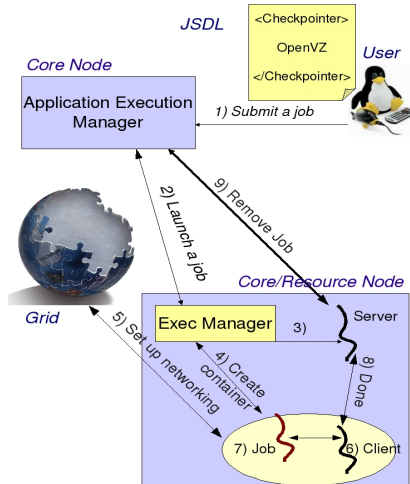 JSDL
<Checkpointer>
OpenVZ
</Checkpointer>
User
Core Node
Application Execution
Manager
1) Submit a job
2) Launch a job
9) Remove Job
Core/Resource Node
Grid
Exec Manager
3)
Server
5) Set up networking
4) Create
container
8) Done
7) Job
6) Client